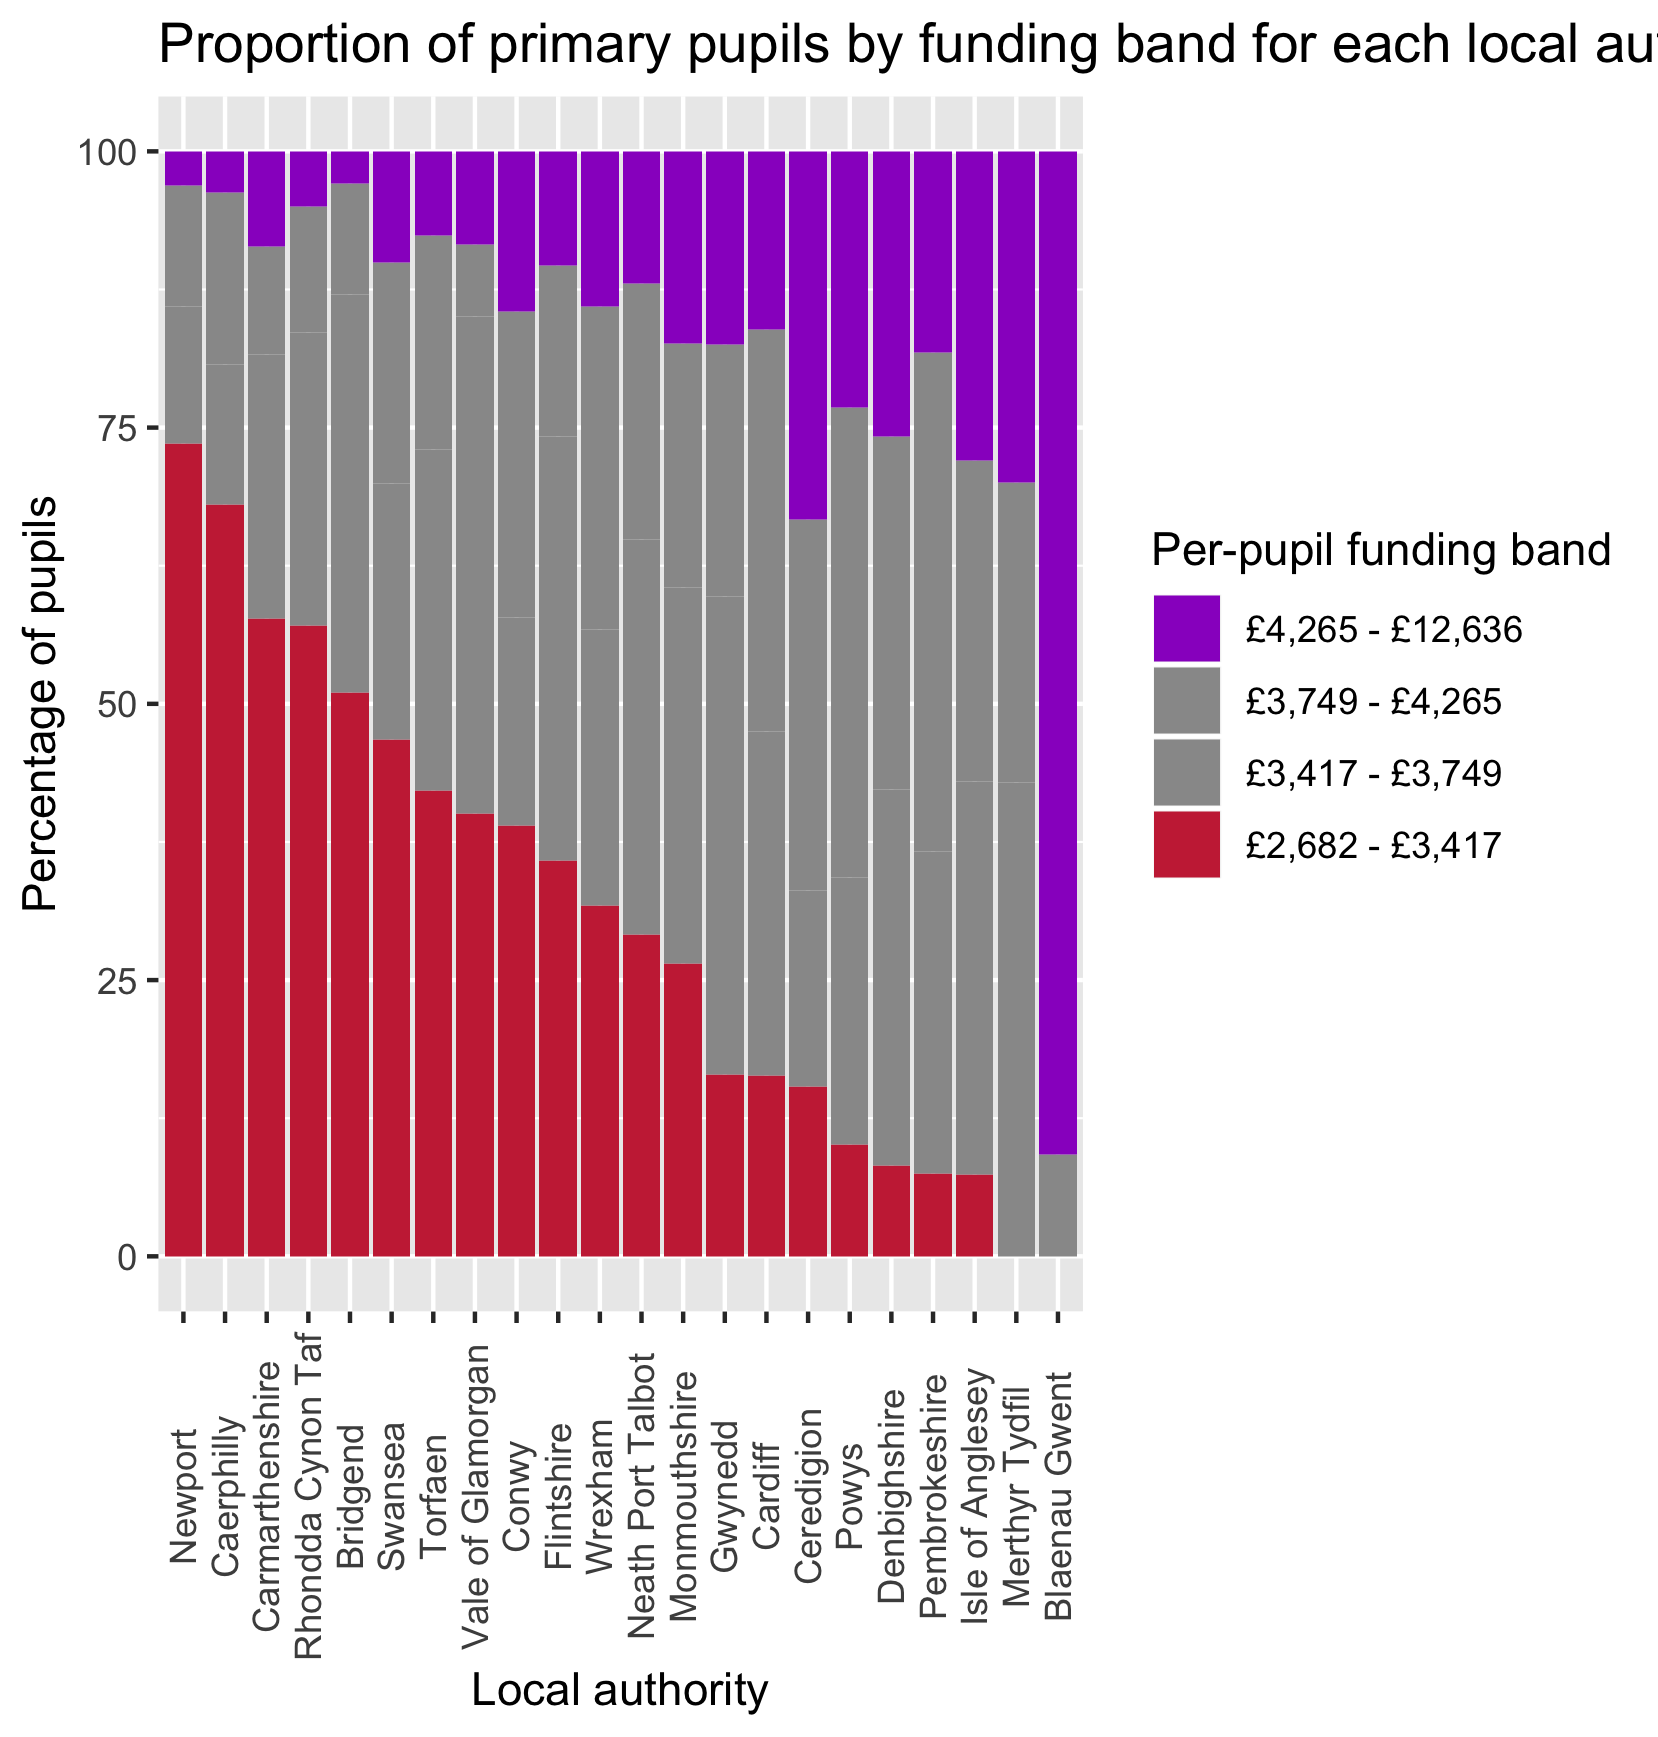 Proportion of primary pupils by funding band for each local au
100
75
50
25
0
Percentage of pupils
Per-pupil funding band
£4,265 - £12,636
£3,749 - £4,265
£3,417 - £3,749
£2,682 - £3,417
Newport
Caerphilly
Carmarthenshire
Rhondda Cynon Taf
Bridgend
Swansea
Torfaen
Vale of Glamorgan
Conwy
Flintshire
Wrexham
Neath Port Talbot
Monmouthshire
Gwynedd
Cardiff
Ceredigion
Powys
Denbighshire
Pembrokeshire
Isle of Anglesey
Merthyr Tydfil
Blaenau Gwent
Local authority